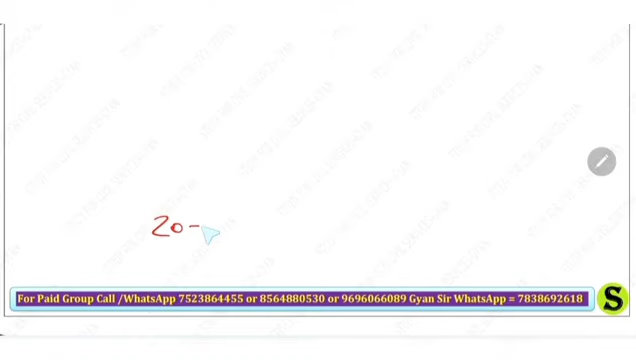 20-
For Paid Group Call /WhatsApp 7523864455 or 8564880530 or 9696066089 Gyan Sir WhatsApp = 7838692618
S